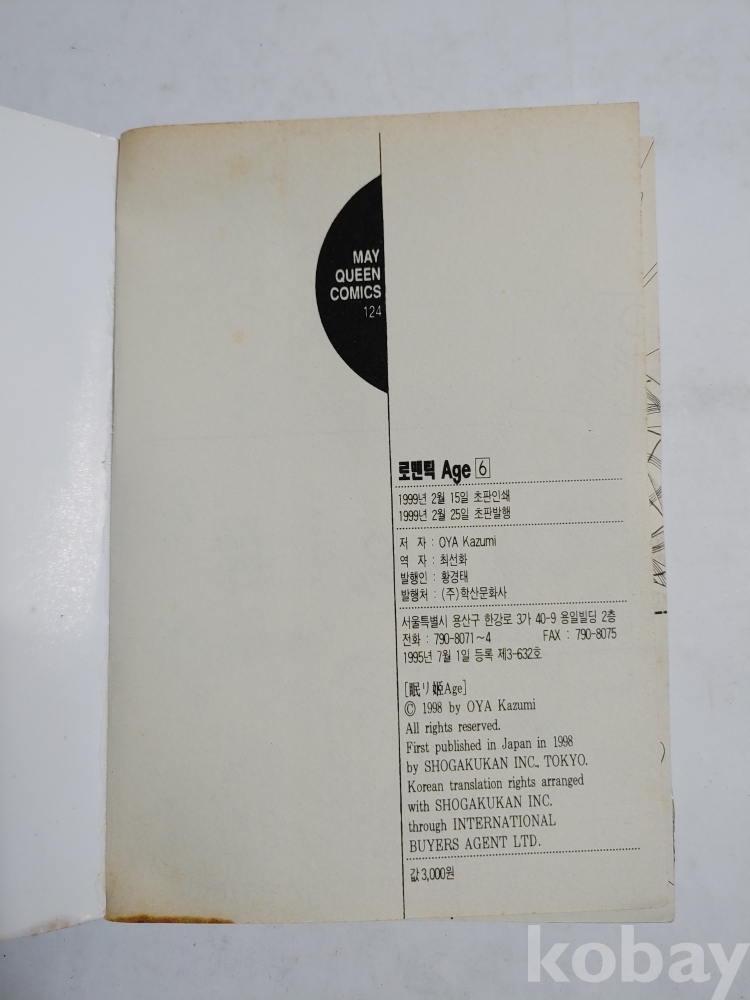 MAY
QUEEN
COMICS
124
로맨틱 Age 6
1999년 2월 15일 초판인쇄
1999년 2월 25일 초판발행
저 자 : OYA Kazumi
역 자 : 최선화
발행인 : 황경태
발행처 : (주)학산문화사
서울특별시 용산구 한강로 3가 40-9 용일빌딩 2층
전화 : 790-8071~4 FAX : 790-8075
1995년 7월 1일 등록 제3-632호
[眠リ姫Age]
© 1998 by OYA Kazumi
All rights reserved.
First published in Japan in 1998
by SHOGAKUKAN INC., TOKYO.
Korean translation rights arranged
with SHOGAKUKAN INC.
through INTERNATIONAL
BUYERS AGENT LTD.
값 3,000원
kobay